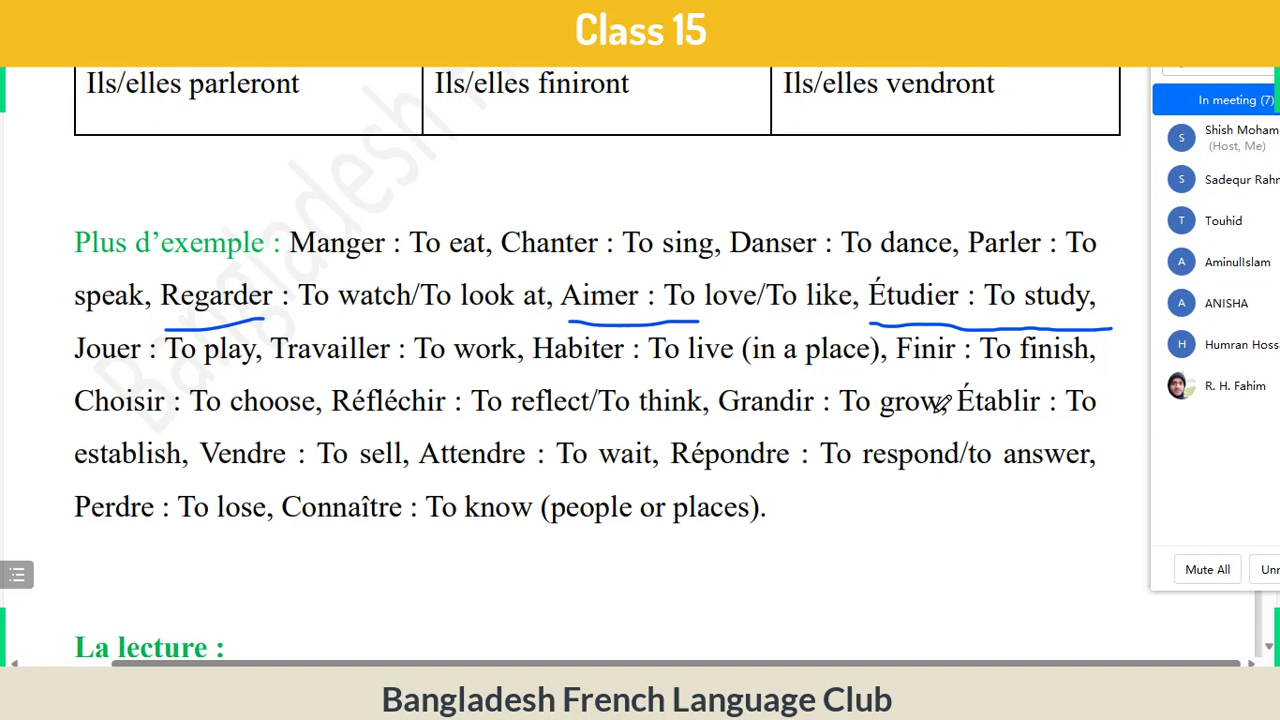 Class 15
Ils/elles parleront
Ils/elles finiront
Ils/elles vendront
Plus d’exemple : Manger : To eat, Chanter : To sing, Danser : To dance, Parler : To
speak, Regarder : To watch/To look at, Aimer : To love/To like, Étudier : To study,
Jouer : To play, Travailler : To work, Habiter : To live (in a place), Finir : To finish,
Choisir : To choose, Réfléchir : To reflect/To think, Grandir : To grow, Établir : To
establish, Vendre : To sell, Attendre : To wait, Répondre : To respond/to answer,
Perdre : To lose, Connaître : To know (people or places).
La lecture :
In meeting (7)
S
Shish Moham
(Host, Me)
S
Sadequr Rahr
T
Touhid
A
AminulIslam
A
ANISHA
H
Humran Hoss
R. H. Fahim
Mute All
Bangladesh
Bangladesh French Language Club